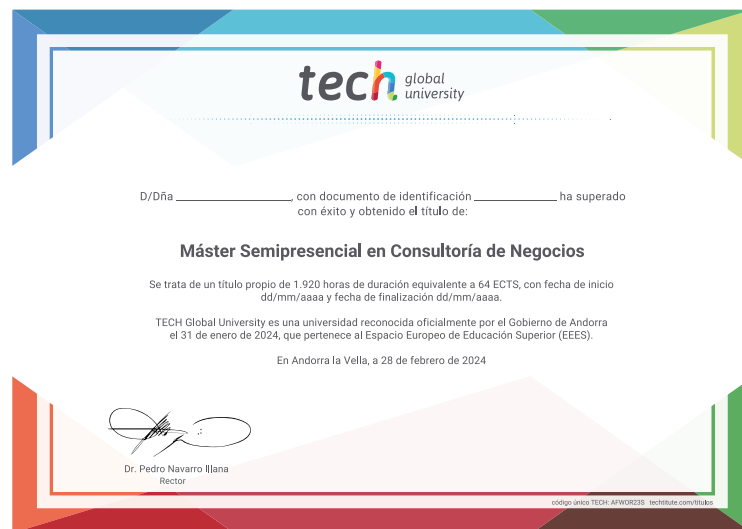 tech global university
D/Dña ____________________, con documento de identificación ______________ ha superado
con éxito y obtenido el título de:
Máster Semipresencial en Consultoría de Negocios
Se trata de un título propio de 1.920 horas de duración equivalente a 64 ECTS, con fecha de inicio
dd/mm/aaaa y fecha de finalización dd/mm/aaaa.
TECH Global University es una universidad reconocida oficialmente por el Gobierno de Andorra
el 31 de enero de 2024, que pertenece al Espacio Europeo de Educación Superior (EEES).
En Andorra la Vella, a 28 de febrero de 2024
Dr. Pedro Navarro Illana
Rector
código único TECH: AFWOR23S techtitute.com/titulos